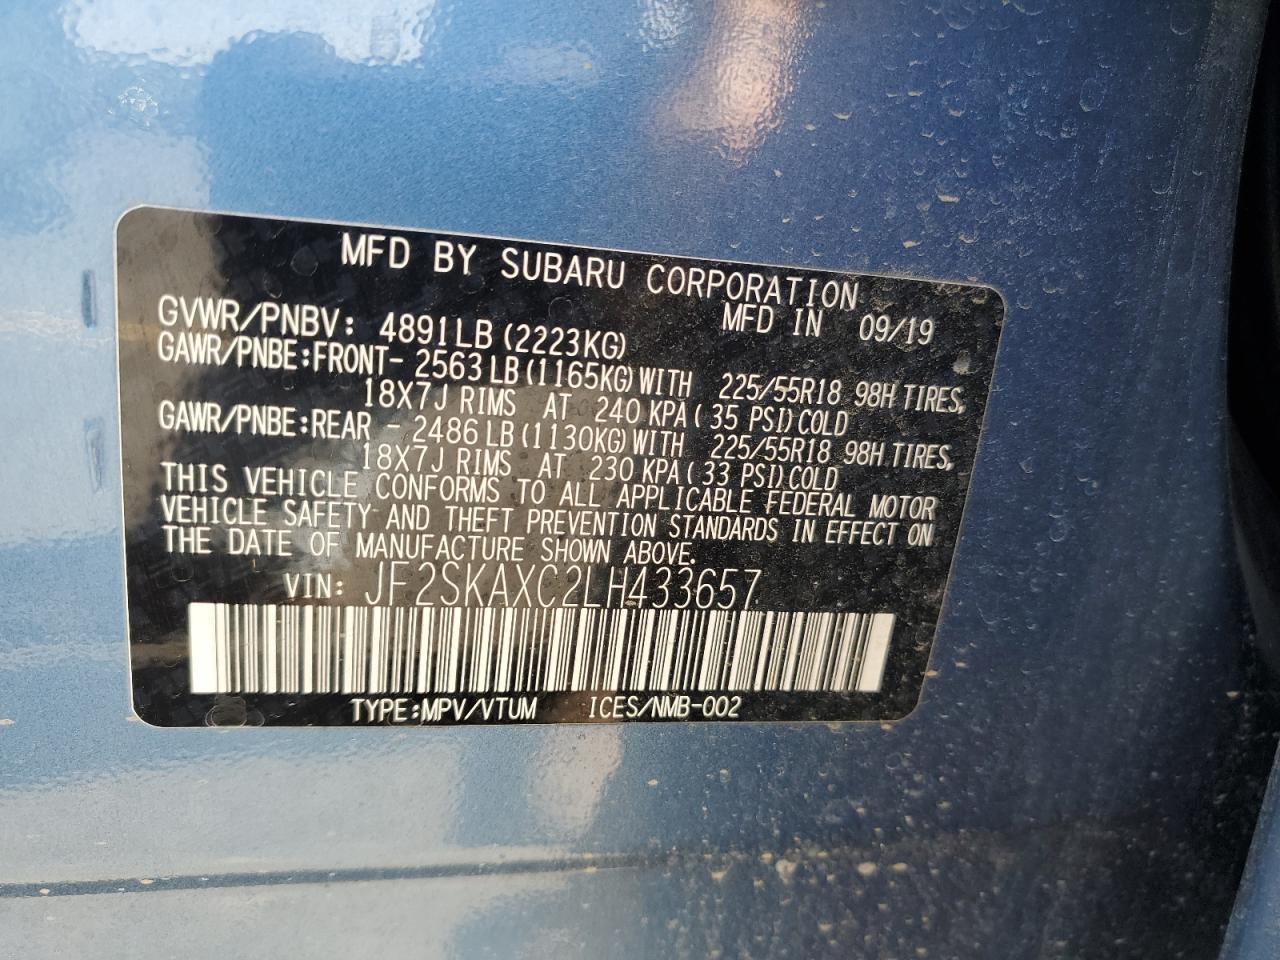 MFD BY SUBARU CORPORATION
GVWR/PNBV: 4891LB (2223KG) MFD IN 09/19
GAWR/PNBE:FRONT- 2563LB (1165KG) WITH 225/55R18 98H TIRES,
18X7J RIMS AT 240 KPA ( 35 PSI) COLD
GAWR/PNBE:REAR - 2486LB (1130KG) WITH 225/55R18 98H TIRES,
18X7J RIMS AT 230 KPA ( 33 PSI) COLD
THIS VEHICLE CONFORMS TO ALL APPLICABLE FEDERAL MOTOR
VEHICLE SAFETY AND THEFT PREVENTION STANDARDS IN EFFECT ON
THE DATE OF MANUFACTURE SHOWN ABOVE.
VIN: JF2SKAXC2LH433657
TYPE:MPV/VTUM ICES/NMB-002